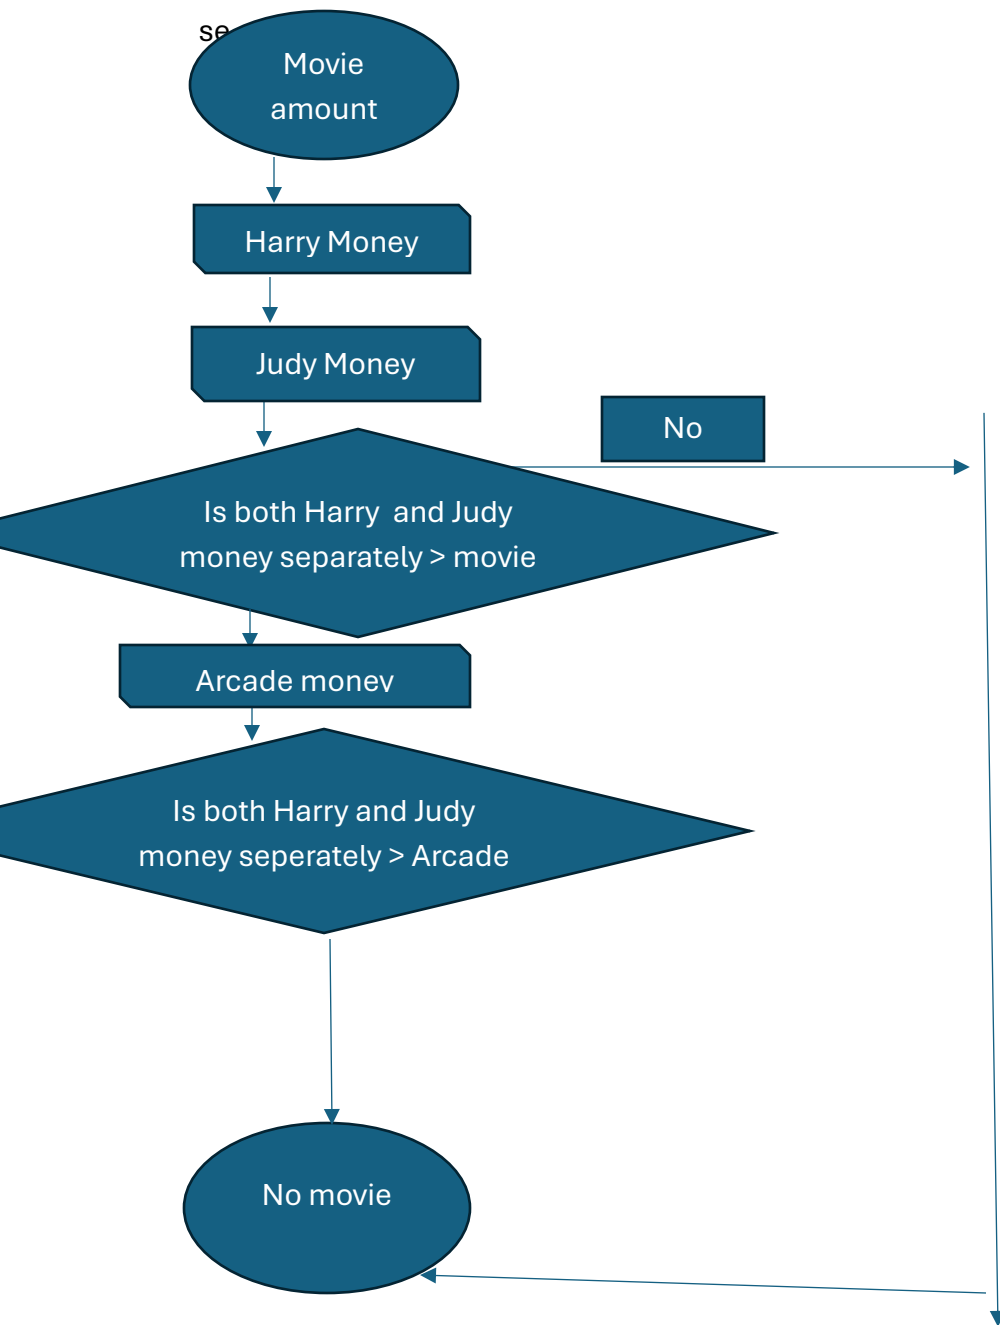 se
Movie
amount
Harry Money
Judy Money
No
Is both Harry and Judy
money separately > movie
Arcade money
Is both Harry and Judy
money seperately > Arcade
No movie